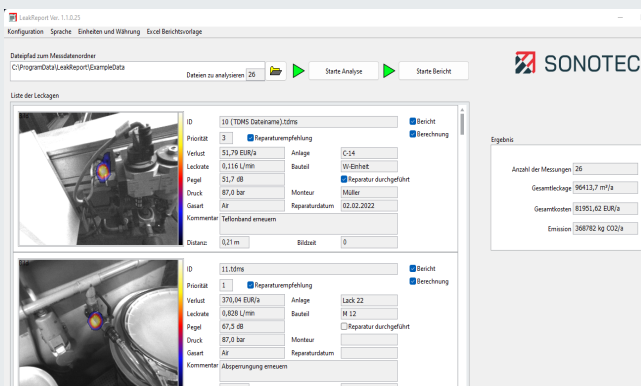 LeakReport Ver. 1.1.0.25
Konfiguration Sprache Einheiten und Währung Excel Berichtsvorlage
Dateipfad zum Messdatenordner
C:\ProgramData\LeakReport\ExampleData
Dateien zu analysieren 26
Starte Analyse
Starte Bericht
SONOTEC
Liste der Leckagen
ID 10 (TDMS Dateiname).tdms Bericht
Priorität 3 Reparaturempfehlung Berechnung
Verlust 51,79 EUR/a Anlage C-14
Leckrate 0,116 L/min Bauteil W-Einheit
Pegel 51,7 dB Reparatur durchgeführt
Druck 87,0 bar Monteur Müller
Gasart Air Reparaturdatum 02.02.2022
Kommentar Teflonband erneuern
Distanz 0,21 m Bildzeit 0
ID 11.tdms Bericht
Priorität 1 Reparaturempfehlung Berechnung
Verlust 370,04 EUR/a Anlage Lack 22
Leckrate 0,828 L/min Bauteil M 12
Pegel 67,5 dB Reparatur durchgeführt
Druck 87,0 bar Monteur
Gasart Air Reparaturdatum
Kommentar Absperrungung erneuern
Ergebnis
Anzahl der Messungen 26
Gesamtleckage 96413,7 m³/a
Gesamtkosten 81951,62 EUR/a
Emission 368782 kg CO2/a